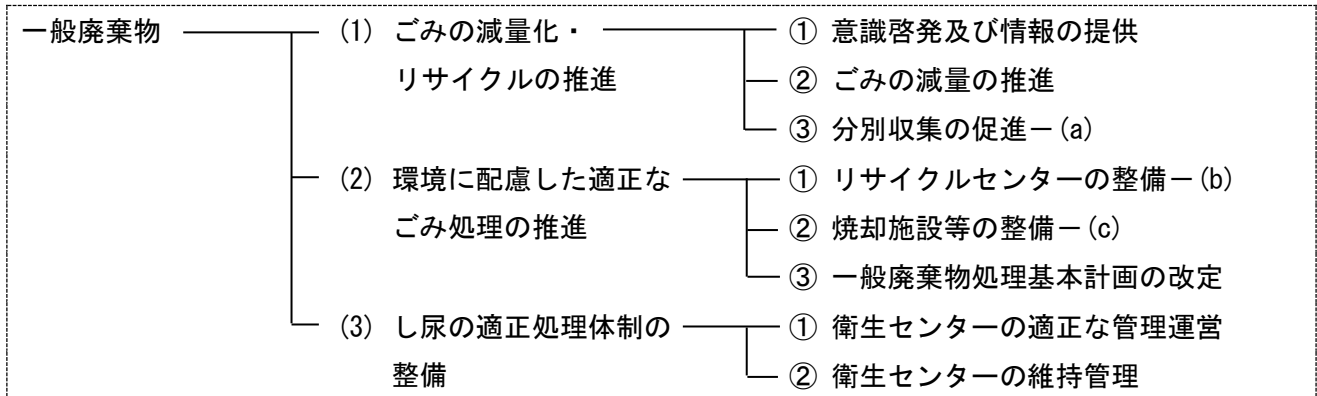 一般廃棄物 (1) ごみの減量化・ ① 意識啓発及び情報の提供
リサイクルの推進 ② ごみの減量の推進
③ 分別収集の促進－(a)
(2) 環境に配慮した適正な ① リサイクルセンターの整備－(b)
ごみ処理の推進 ② 焼却施設等の整備－(c)
③ 一般廃棄物処理基本計画の改定
(3) し尿の適正処理体制の ① 衛生センターの適正な管理運営
整備 ② 衛生センターの維持管理